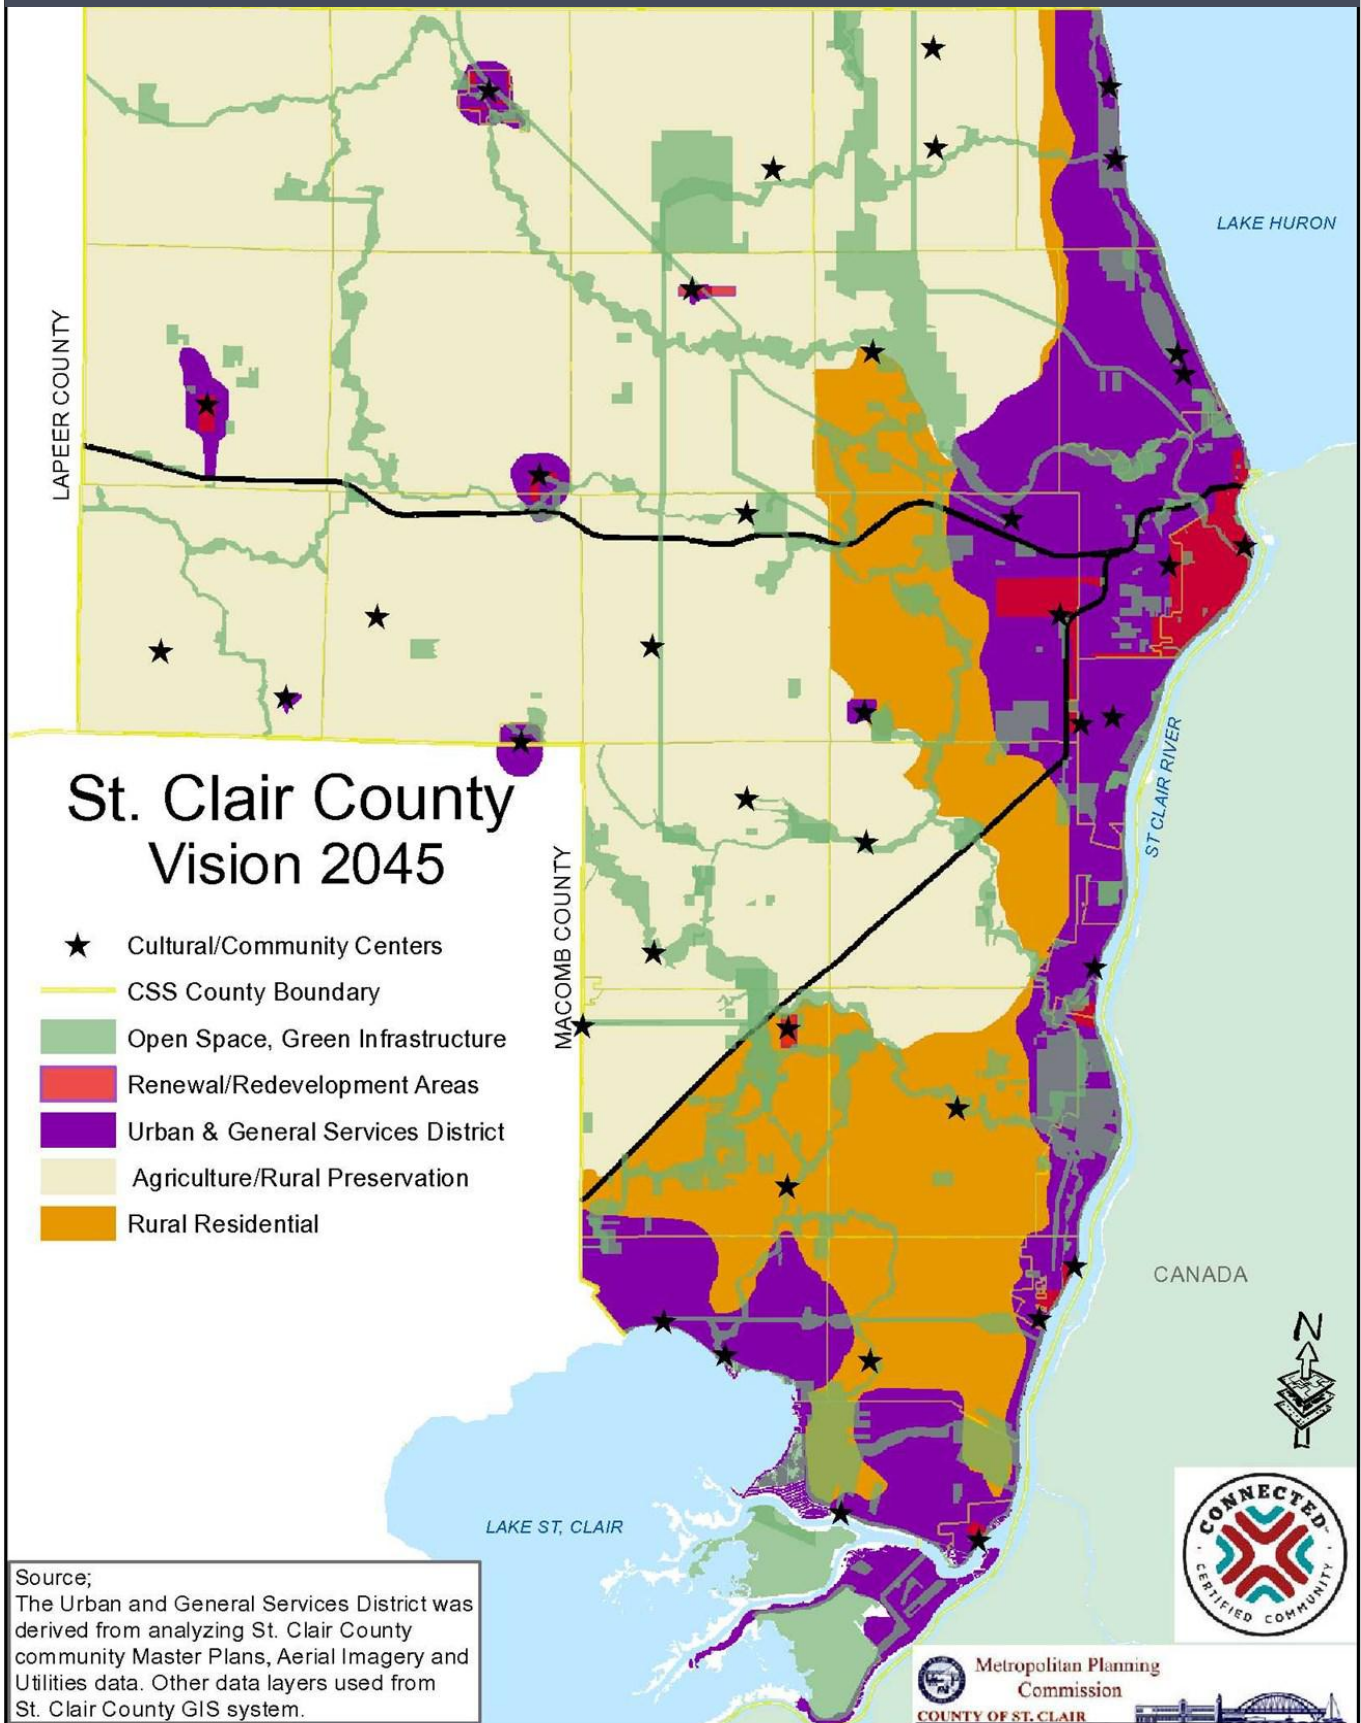 LAKE HURON
LAPEER COUNTY
St. Clair County
Vision 2045
ST CLAIR RIVER
MACOMB COUNTY
Cultural/Community Centers
CSS County Boundary
Open Space, Green Infrastructure
Renewal/Redevelopment Areas
Urban & General Services District
Agriculture/Rural Preservation
Rural Residential
CANADA
N
LAKE ST, CLAIR
CONNECTED
CERTIFIED COMMUNITY
Source;
The Urban and General Services District was
derived from analyzing St. Clair County
community Master Plans, Aerial Imagery and
Utilities data. Other data layers used from
St. Clair County GIS system.
Metropolitan Planning
Commission
COUNTY OF ST. CLAIR